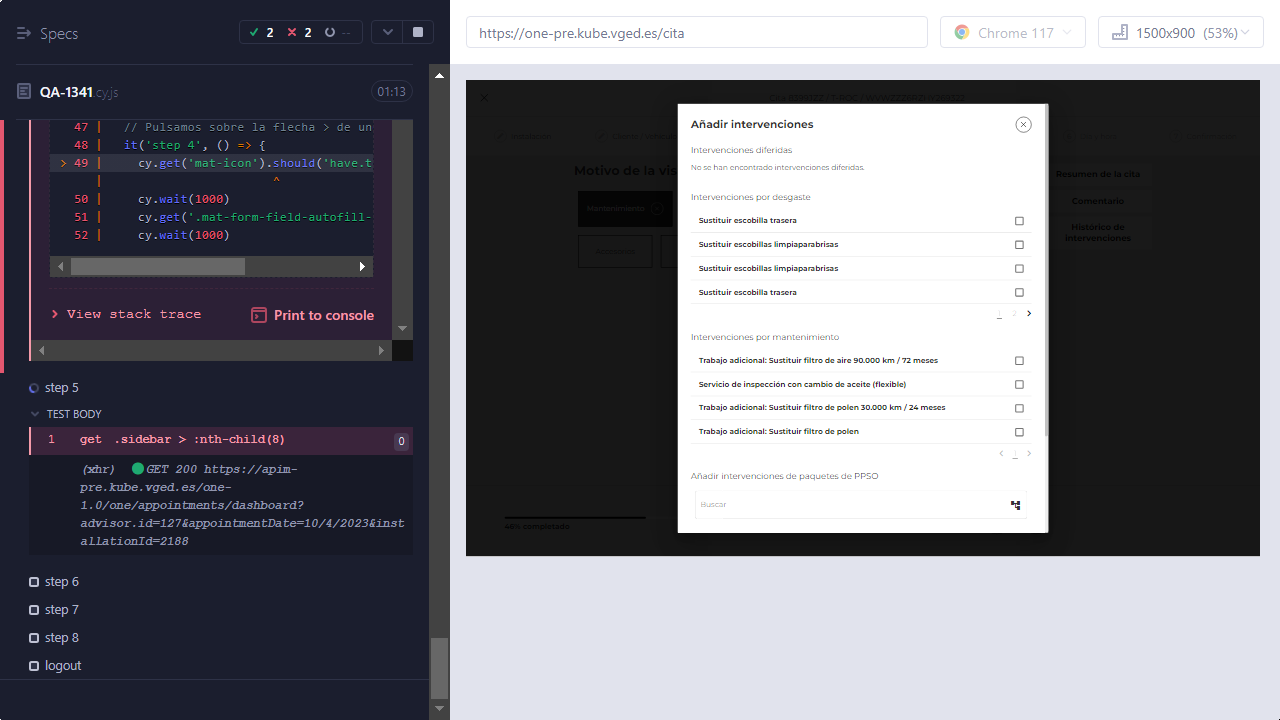 Specs
2
2
--
QA-1341.cy.js
01:13
47 | // Pulsamos sobre la flecha > de un
48 | it('step 4', () => {
> 49 | cy.get('mat-icon').should('have.t
| ^
50 | cy.wait(1000)
51 | cy.get('.mat-form-field-autofill-
52 | cy.wait(1000)
View stack trace
Print to console
step 5
TEST BODY
1 get .sidebar > :nth-child(8) 0
(xhr) GET 200 https://apim-
pre.kube.vged.es/one-
1.0/one/appointments/dashboard?
advisor.id=127&appointmentDate=10/4/2023&inst
allationId=2188
step 6
step 7
step 8
logout
https://one-pre.kube.vged.es/cita
Chrome 117
1500x900 (53%)
Motivo de la vis
Mantenimiento
48% completado
Resumen de la cita
Comentario
Histórico de
intervenciones
Añadir intervenciones
Intervenciones diferidas
No se han encontrado intervenciones diferidas.
Intervenciones por desgaste
Sustituir escobilla trasera
Sustituir escobillas limpiaparabrisas
Sustituir escobillas limpiaparabrisas
Sustituir escobilla trasera
1 2 >
Intervenciones por mantenimiento
Trabajo adicional: Sustituir filtro de aire 90.000 km / 72 meses
Servicio de inspección con cambio de aceite (flexible)
Trabajo adicional: Sustituir filtro de polen 30.000 km / 24 meses
Trabajo adicional: Sustituir filtro de polen
< 1 >
Añadir intervenciones de paquetes de PPSO
Buscar